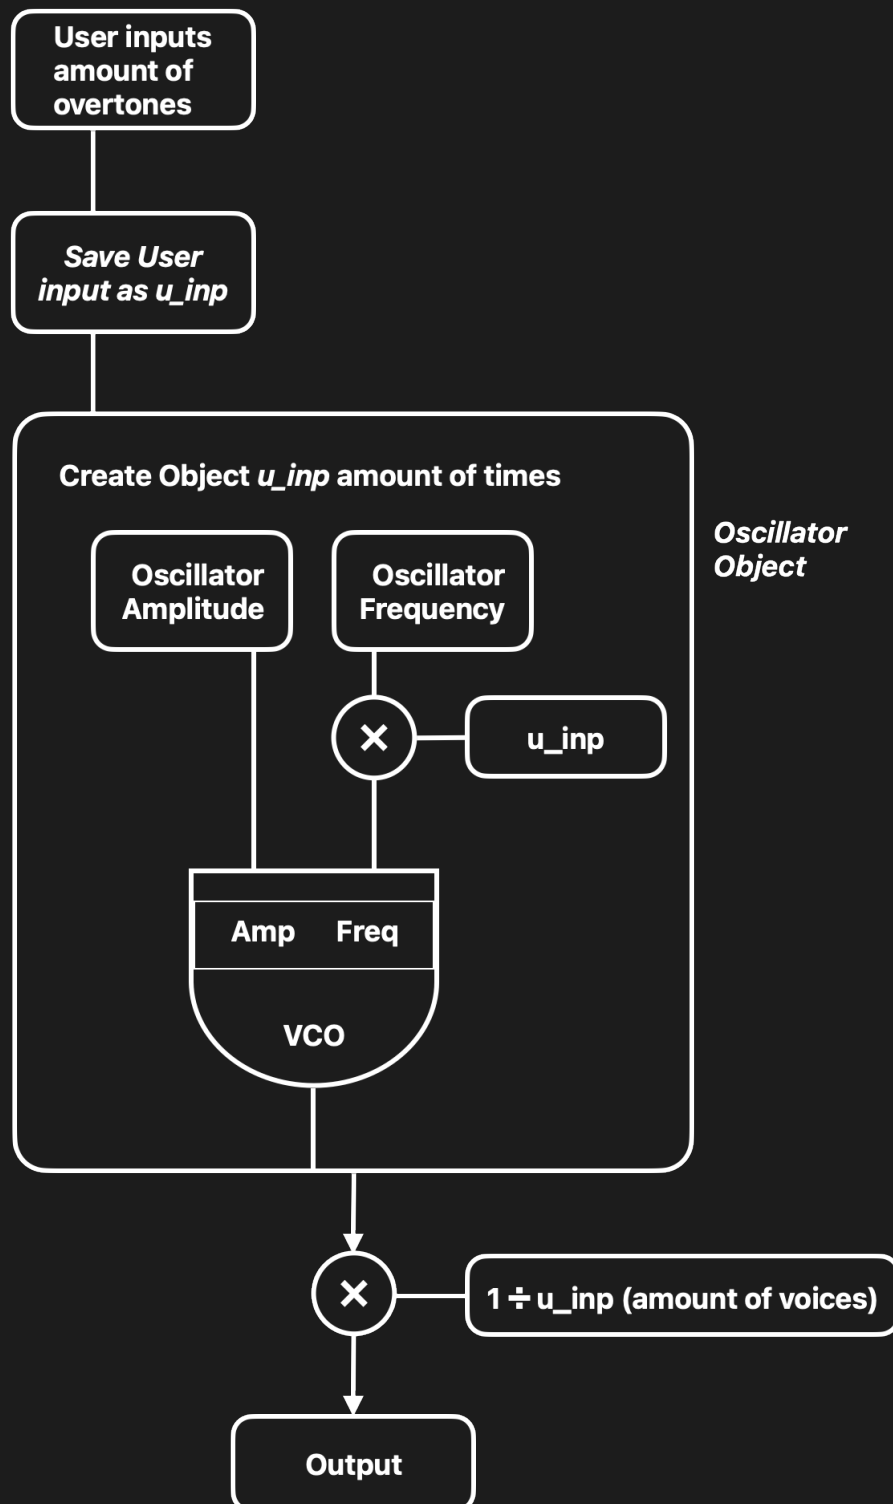 User inputs
amount of
overtones
Save User
input as u_inp
Create Object u_inp amount of times
Oscillator
Object
Oscillator
Amplitude
Oscillator
Frequency
×
u_inp
Amp Freq
VCO
×
1 ÷ u_inp (amount of voices)
Output